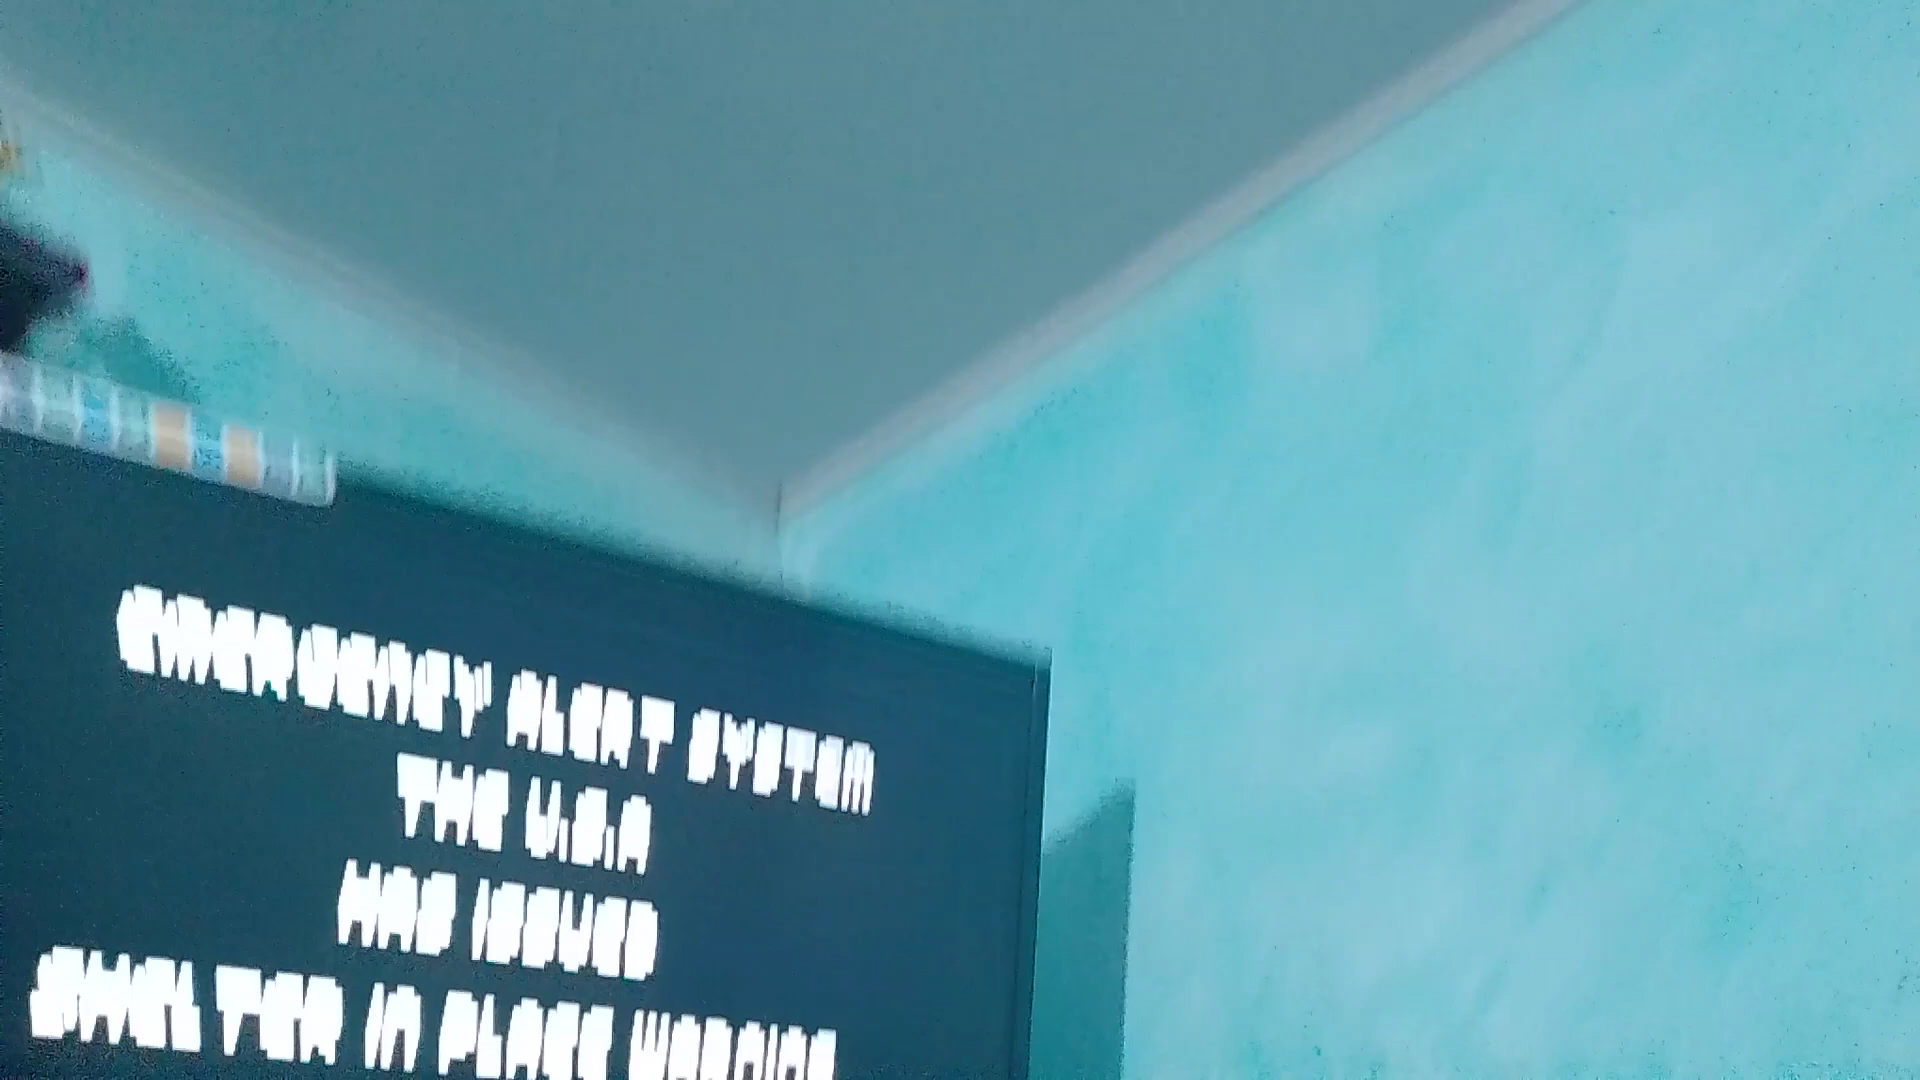 EMERGENCY ALERT SYSTEM
THE U.S.A
HAS ISSUED
SHELTER IN PLACE WARNING